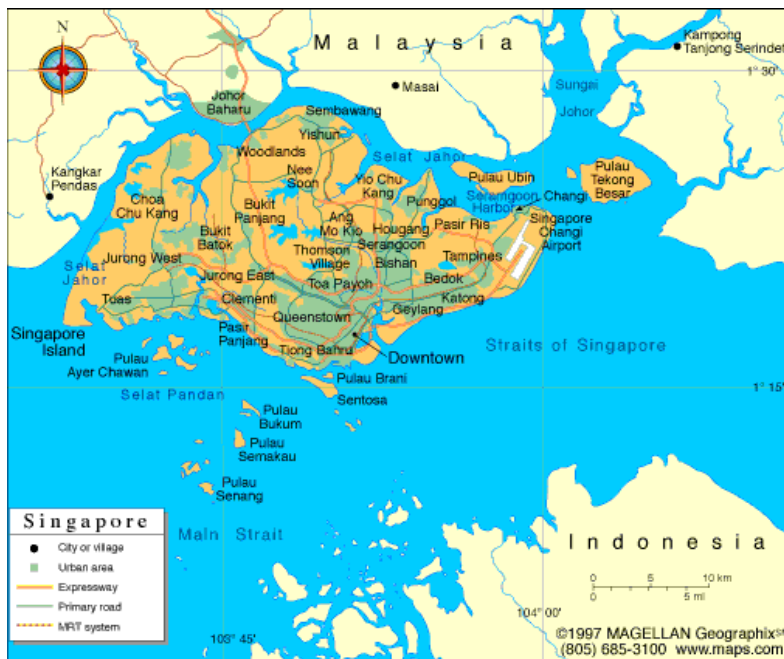 N
Malaysia
Kampong
Tanjong Serindet
1° 30
Masai
Sungai
Johor
Johor
Baharu
Sembawang
Yishun
Woodlands
Selat Johor
Nee
Soon
Yio Chu
Kang
Pulau Ubin
Pulau
Tekong
Besar
Kangkar
Pendas
Choa
Chu Kang
Bukit
Panjang
Punggol
Serangoon
Harbor
Changi
Ang
Mo Kio
Hougang
Pasir Ris
Singapore
Changi
Airport
Bukit
Batok
Serangoon
Thomson
Village
Bishan
Tampines
Jurong West
Selat
Jahor
Jurong East
Toa Payoh
Bedok
Toas
Clementi
Katong
Geylang
Queenstown
Singapore
Island
Pasir
Panjang
Tiong Bahru
Downtown
Straits of Singapore
Pulau
Ayer Chawan
Pulau Brani
1° 15
Selat Pandan
Sentosa
Pulau
Bukum
Pulau
Semakau
Pulau
Senang
Main Strait
Singapore
City or village
Urban area
Expressway
Primary road
MRT system
Indonesia
0 5 10 km
0 5 mi
103° 45'
104° 00'
©1997 MAGELLAN Geographix℠
(805) 685-3100 www.maps.com